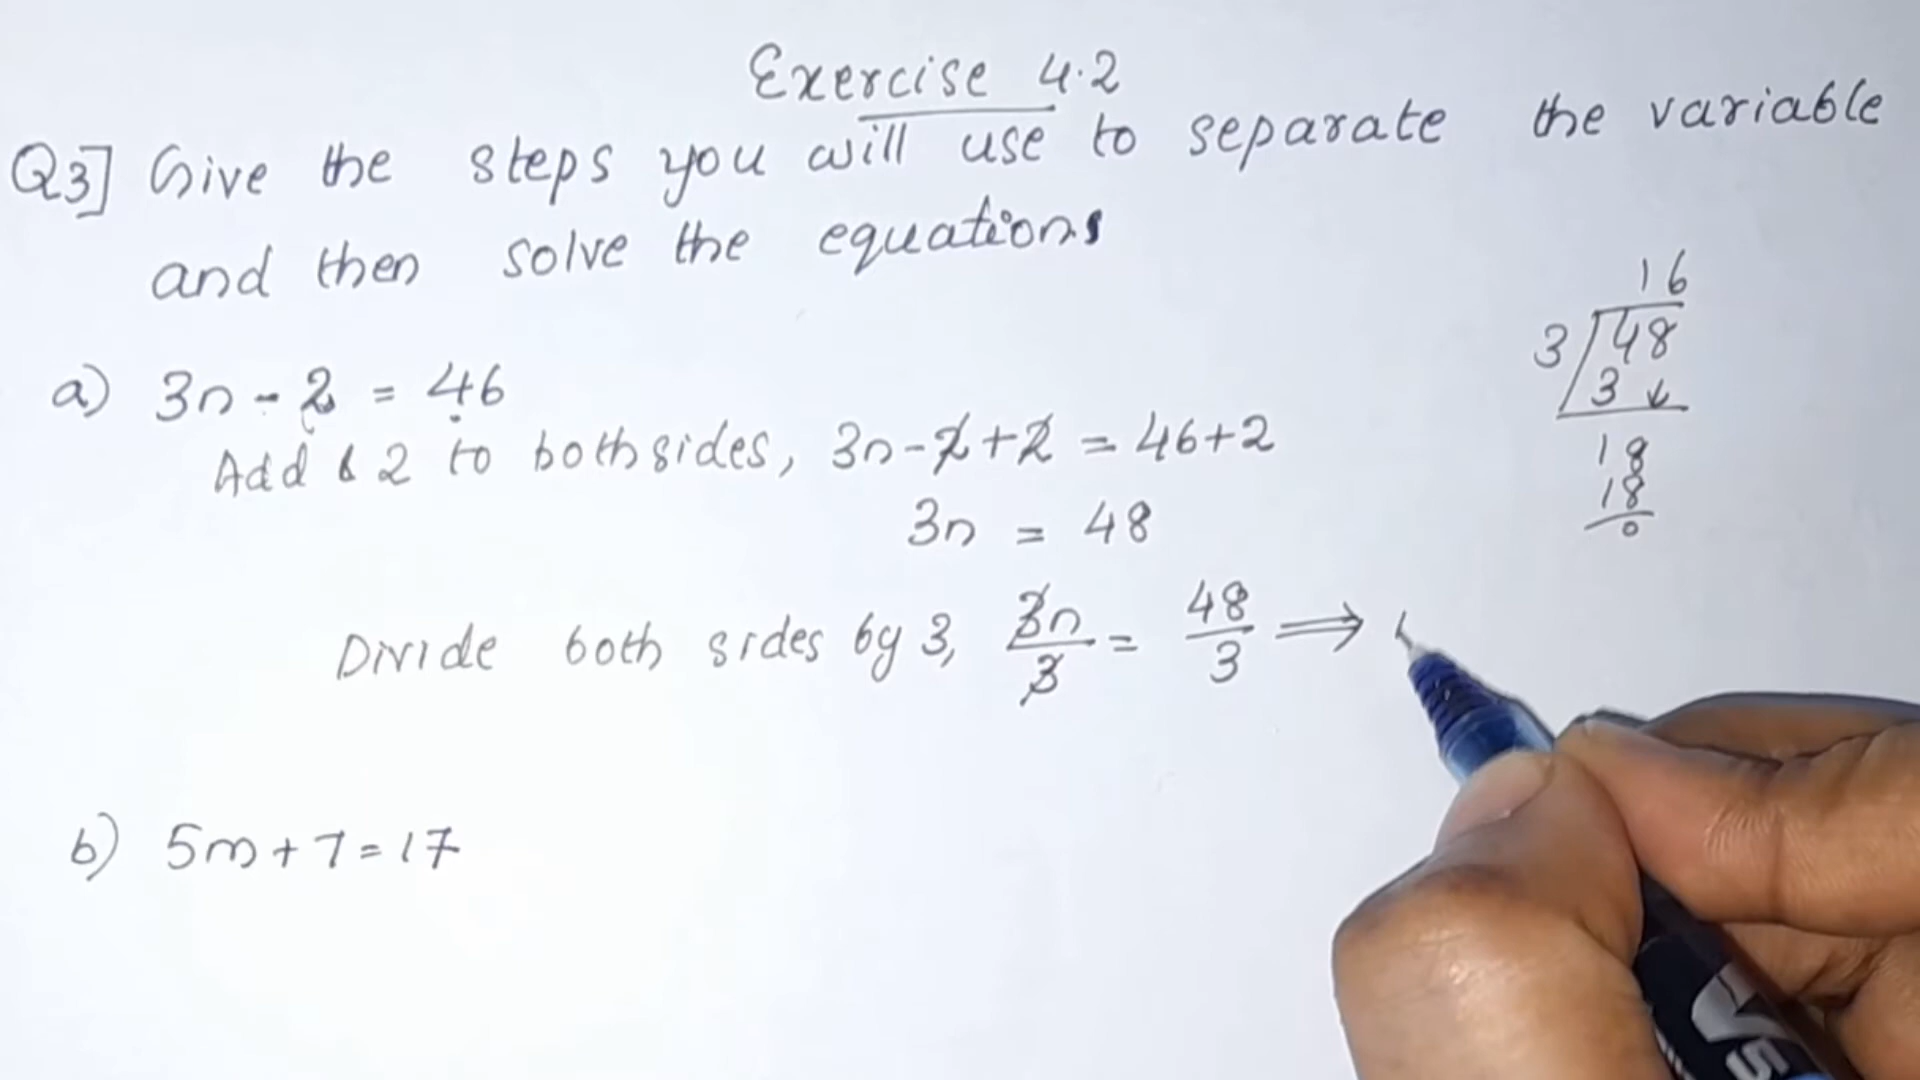 Exercise 4.2
Q3] Give the steps you will use to separate the variable
and then solve the equations
a) 3n - 2 = 46
Add 2 to both sides, 3n-2+2 = 46+2
3n = 48
Divide both sides by 3, 3n/3 = 48/3 ⟹
b) 5m + 7 = 17
16
3 48
3 ↓
18
18
0